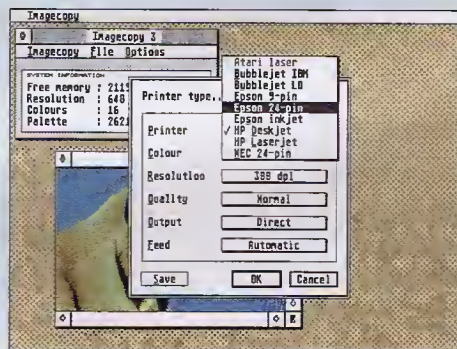 Imagecopy
Imagecopy 3
Imagecopy File Options
SYSTEM INFORMATION
Free memory : 2119
Resolution : 640
Colours : 16
Palette : 2621
Printer type..
Atari laser
Bubblejet IBM
Bubblejet LQ
Epson 9-pin
Epson 24-pin
Epson inkjet
✓ HP Deskjet
HP Laserjet
NEC 24-pin
Printer
Colour
Resolution 300 dpi
Quality Normal
Output Direct
Feed Automatic
Save OK Cancel